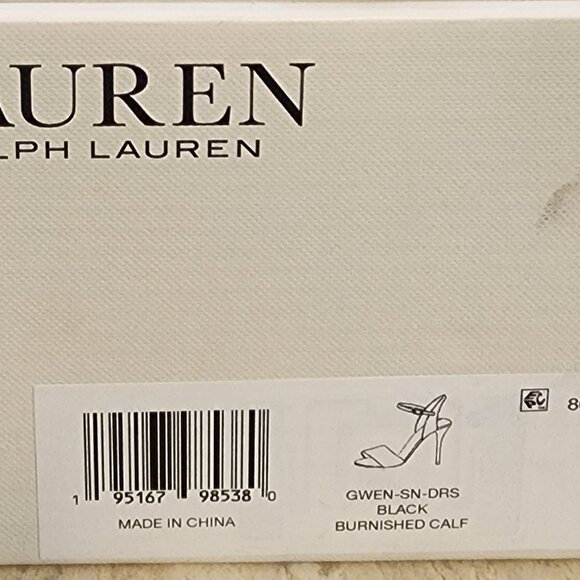 AUREN
LPH LAUREN
1 95167 98538 0
MADE IN CHINA
GWEN-SN-DRS
BLACK
BURNISHED CALF